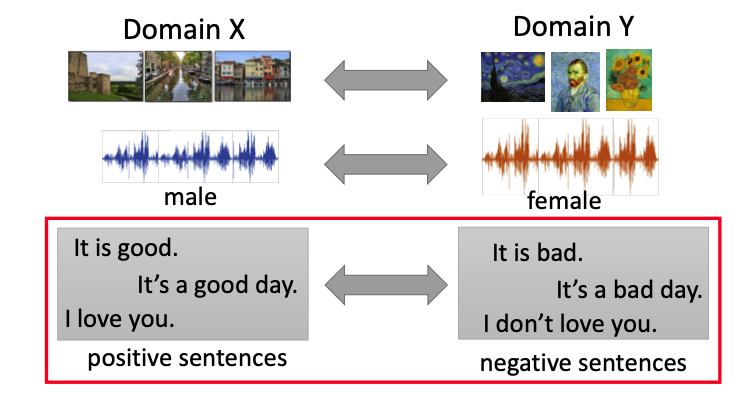 Domain X
Domain Y
male
female
It is good.
It's a good day.
I love you.
positive sentences
It is bad.
It's a bad day.
I don't love you.
negative sentences